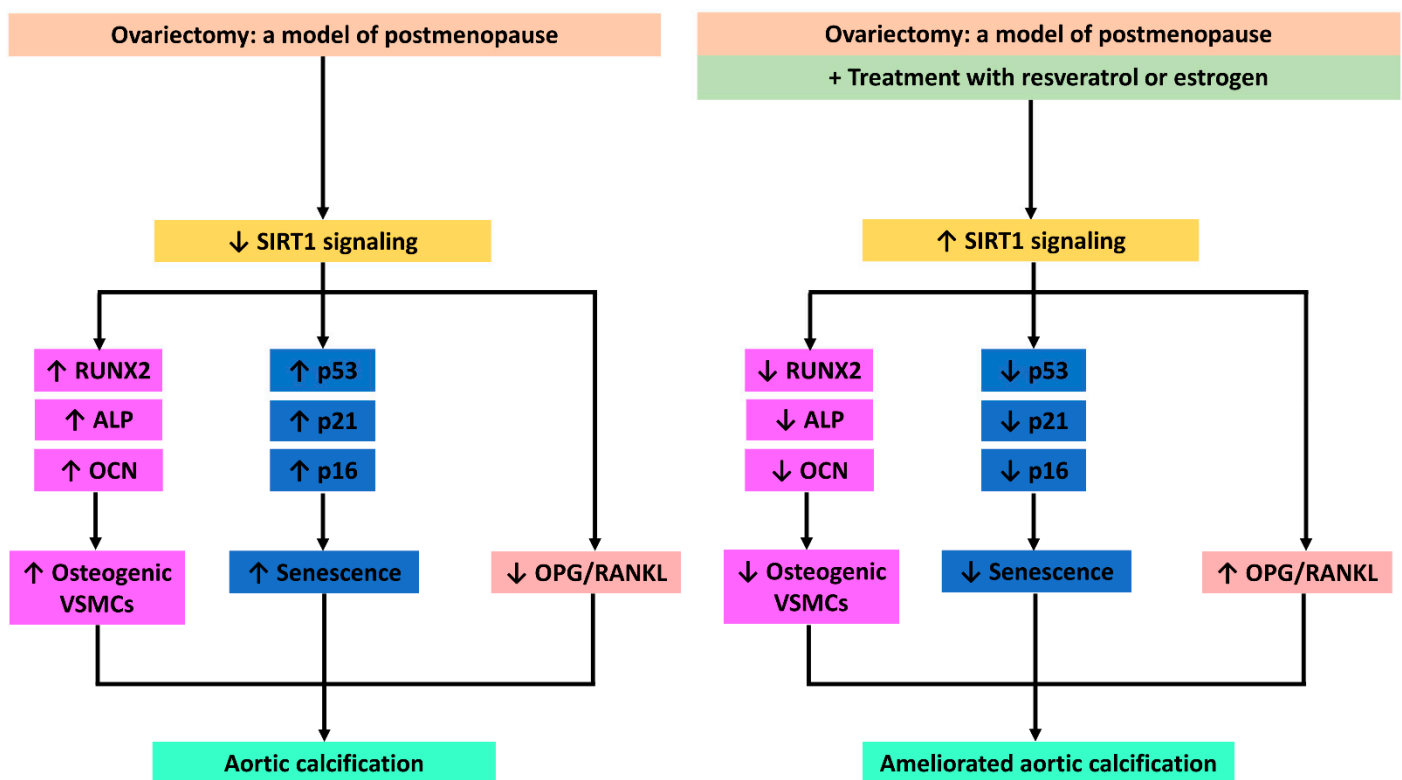 Ovariectomy: a model of postmenopause
↓ SIRT1 signaling
↑ RUNX2
↑ ALP
↑ OCN
↑ Osteogenic
VSMCs
↑ p53
↑ p21
↑ p16
↑ Senescence
↓ OPG/RANKL
Aortic calcification
Ovariectomy: a model of postmenopause
+ Treatment with resveratrol or estrogen
↑ SIRT1 signaling
↓ RUNX2
↓ ALP
↓ OCN
↓ Osteogenic
VSMCs
↓ p53
↓ p21
↓ p16
↓ Senescence
↑ OPG/RANKL
Ameliorated aortic calcification